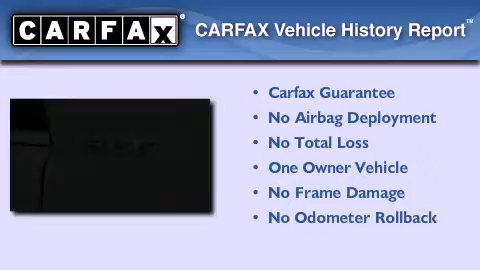 CARFAX® CARFAX Vehicle History Report™
• Carfax Guarantee
• No Airbag Deployment
• No Total Loss
• One Owner Vehicle
• No Frame Damage
• No Odometer Rollback